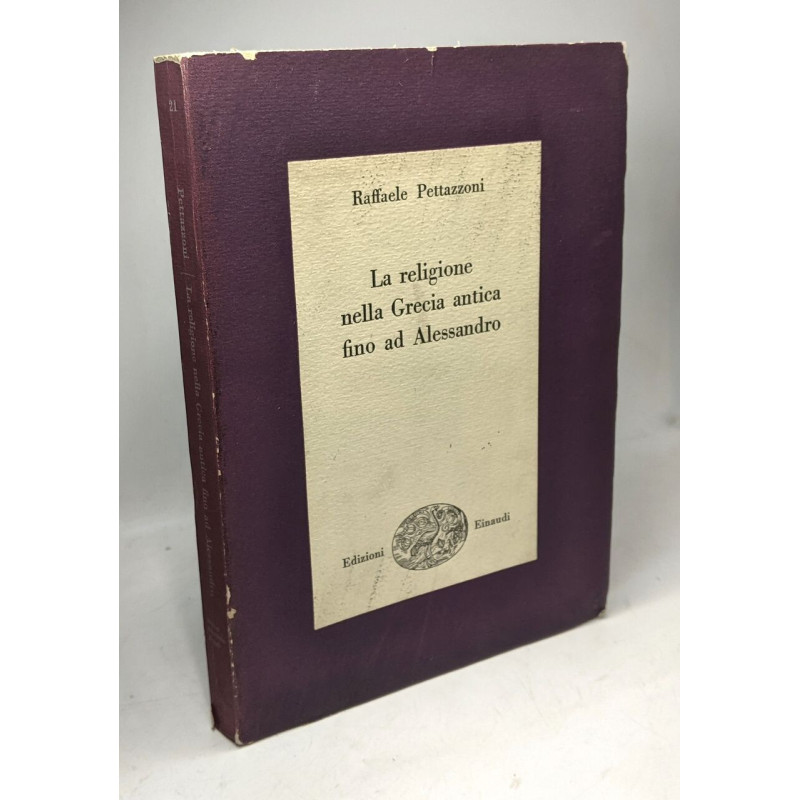 Raffaele Pettazzoni
La religione
nella Grecia antica
fino ad Alessandro
Edizioni Einaudi
21
Pettazzoni | La religione nella Grecia antica fino ad Alessandro